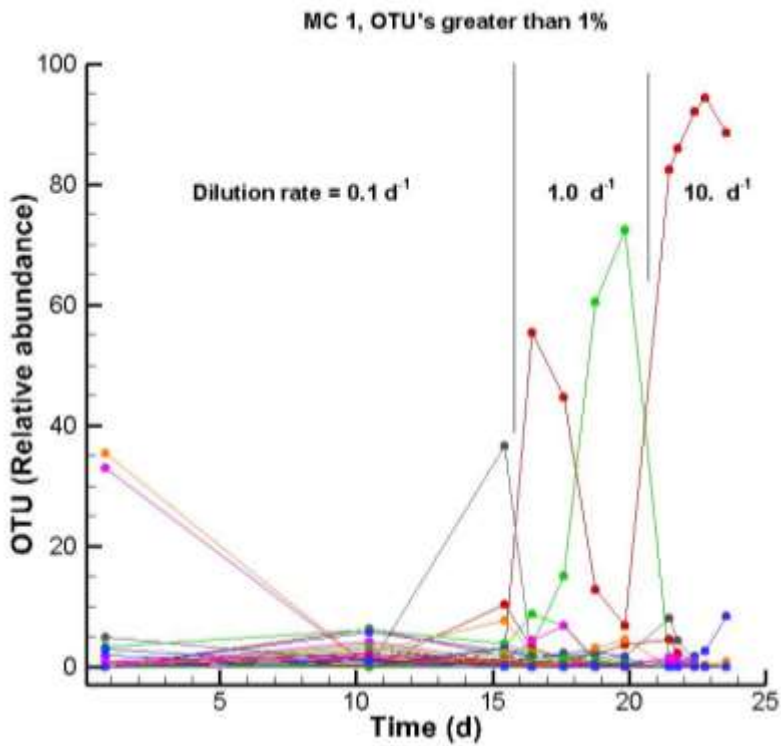 MC 1, OTU's greater than 1%
100
80
60
40
20
0
OTU (Relative abundance)
Dilution rate = 0.1 d⁻¹
1.0 d⁻¹
10. d⁻¹
5
10
15
20
25
Time (d)